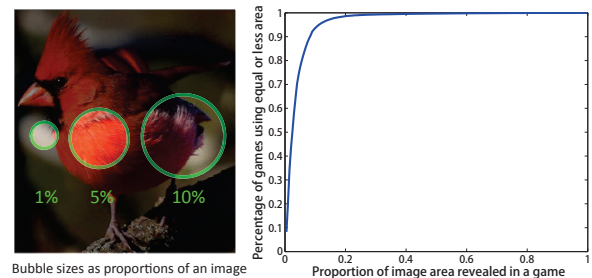 1% 5% 10%
Bubble sizes as proportions of an image
Percentage of games using equal or less area
1
0.9
0.8
0.7
0.6
0.5
0.4
0.3
0.2
0.1
0
0 0.2 0.4 0.6 0.8 1
Proportion of image area revealed in a game